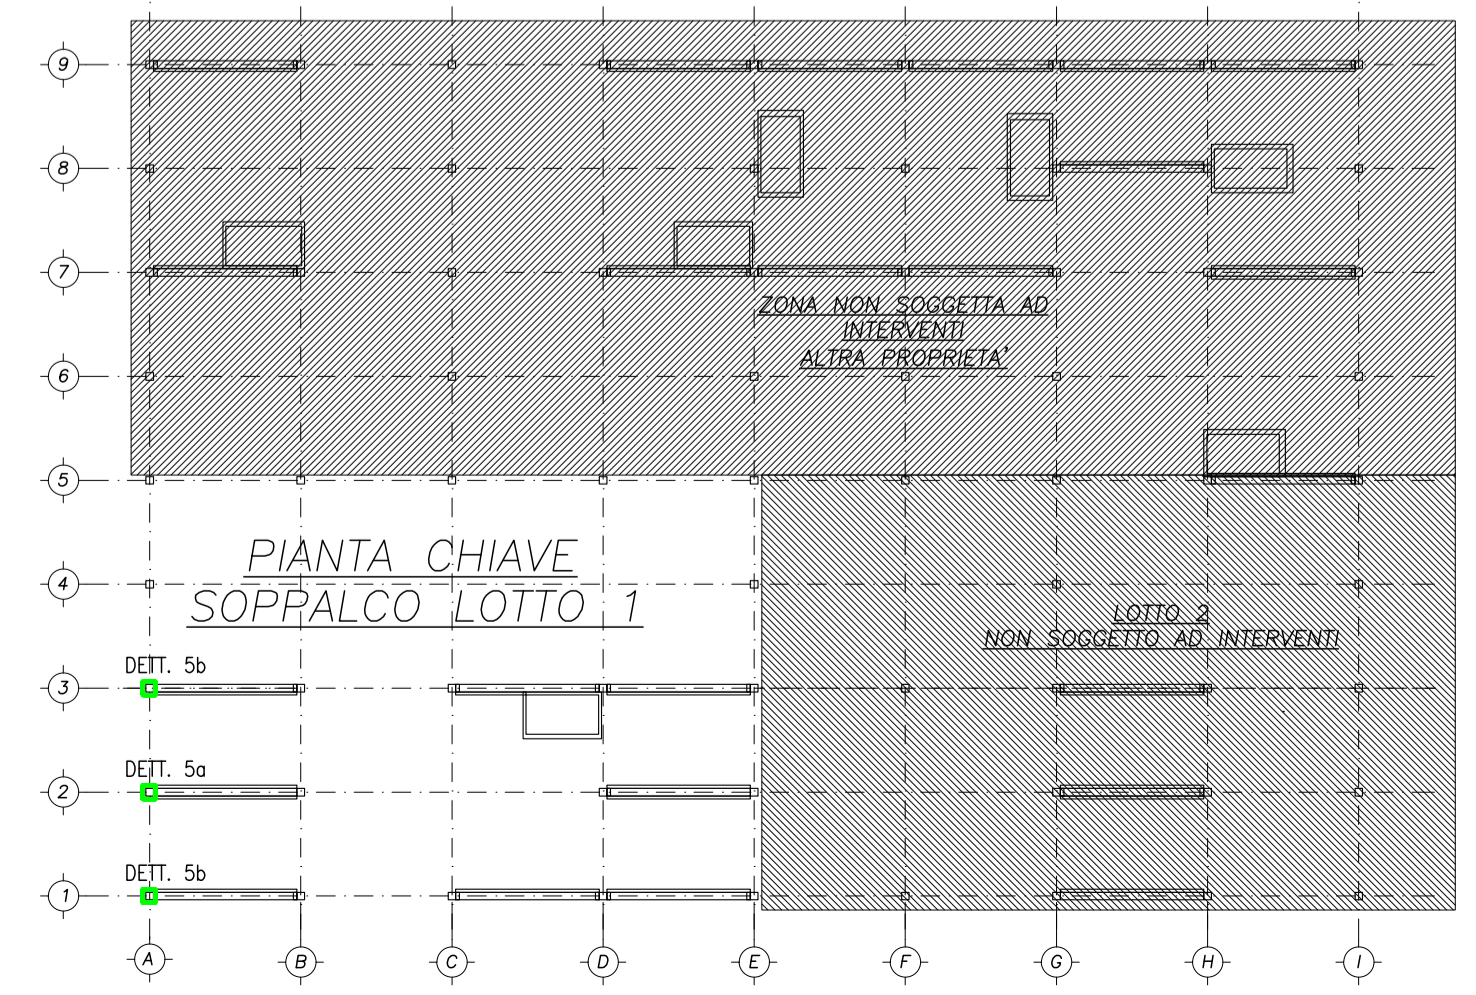 9
8
7
ZONA NON SOGGETTA AD
INTERVENTI
ALTRA PROPRIETA'
6
5
PIANTA CHIAVE
4
SOPPALCO LOTTO 1
LOTTO 2
NON SOGGETTO AD INTERVENTI
DETT. 5b
3
DETT. 5a
2
DETT. 5b
1
A B C D E F G H I